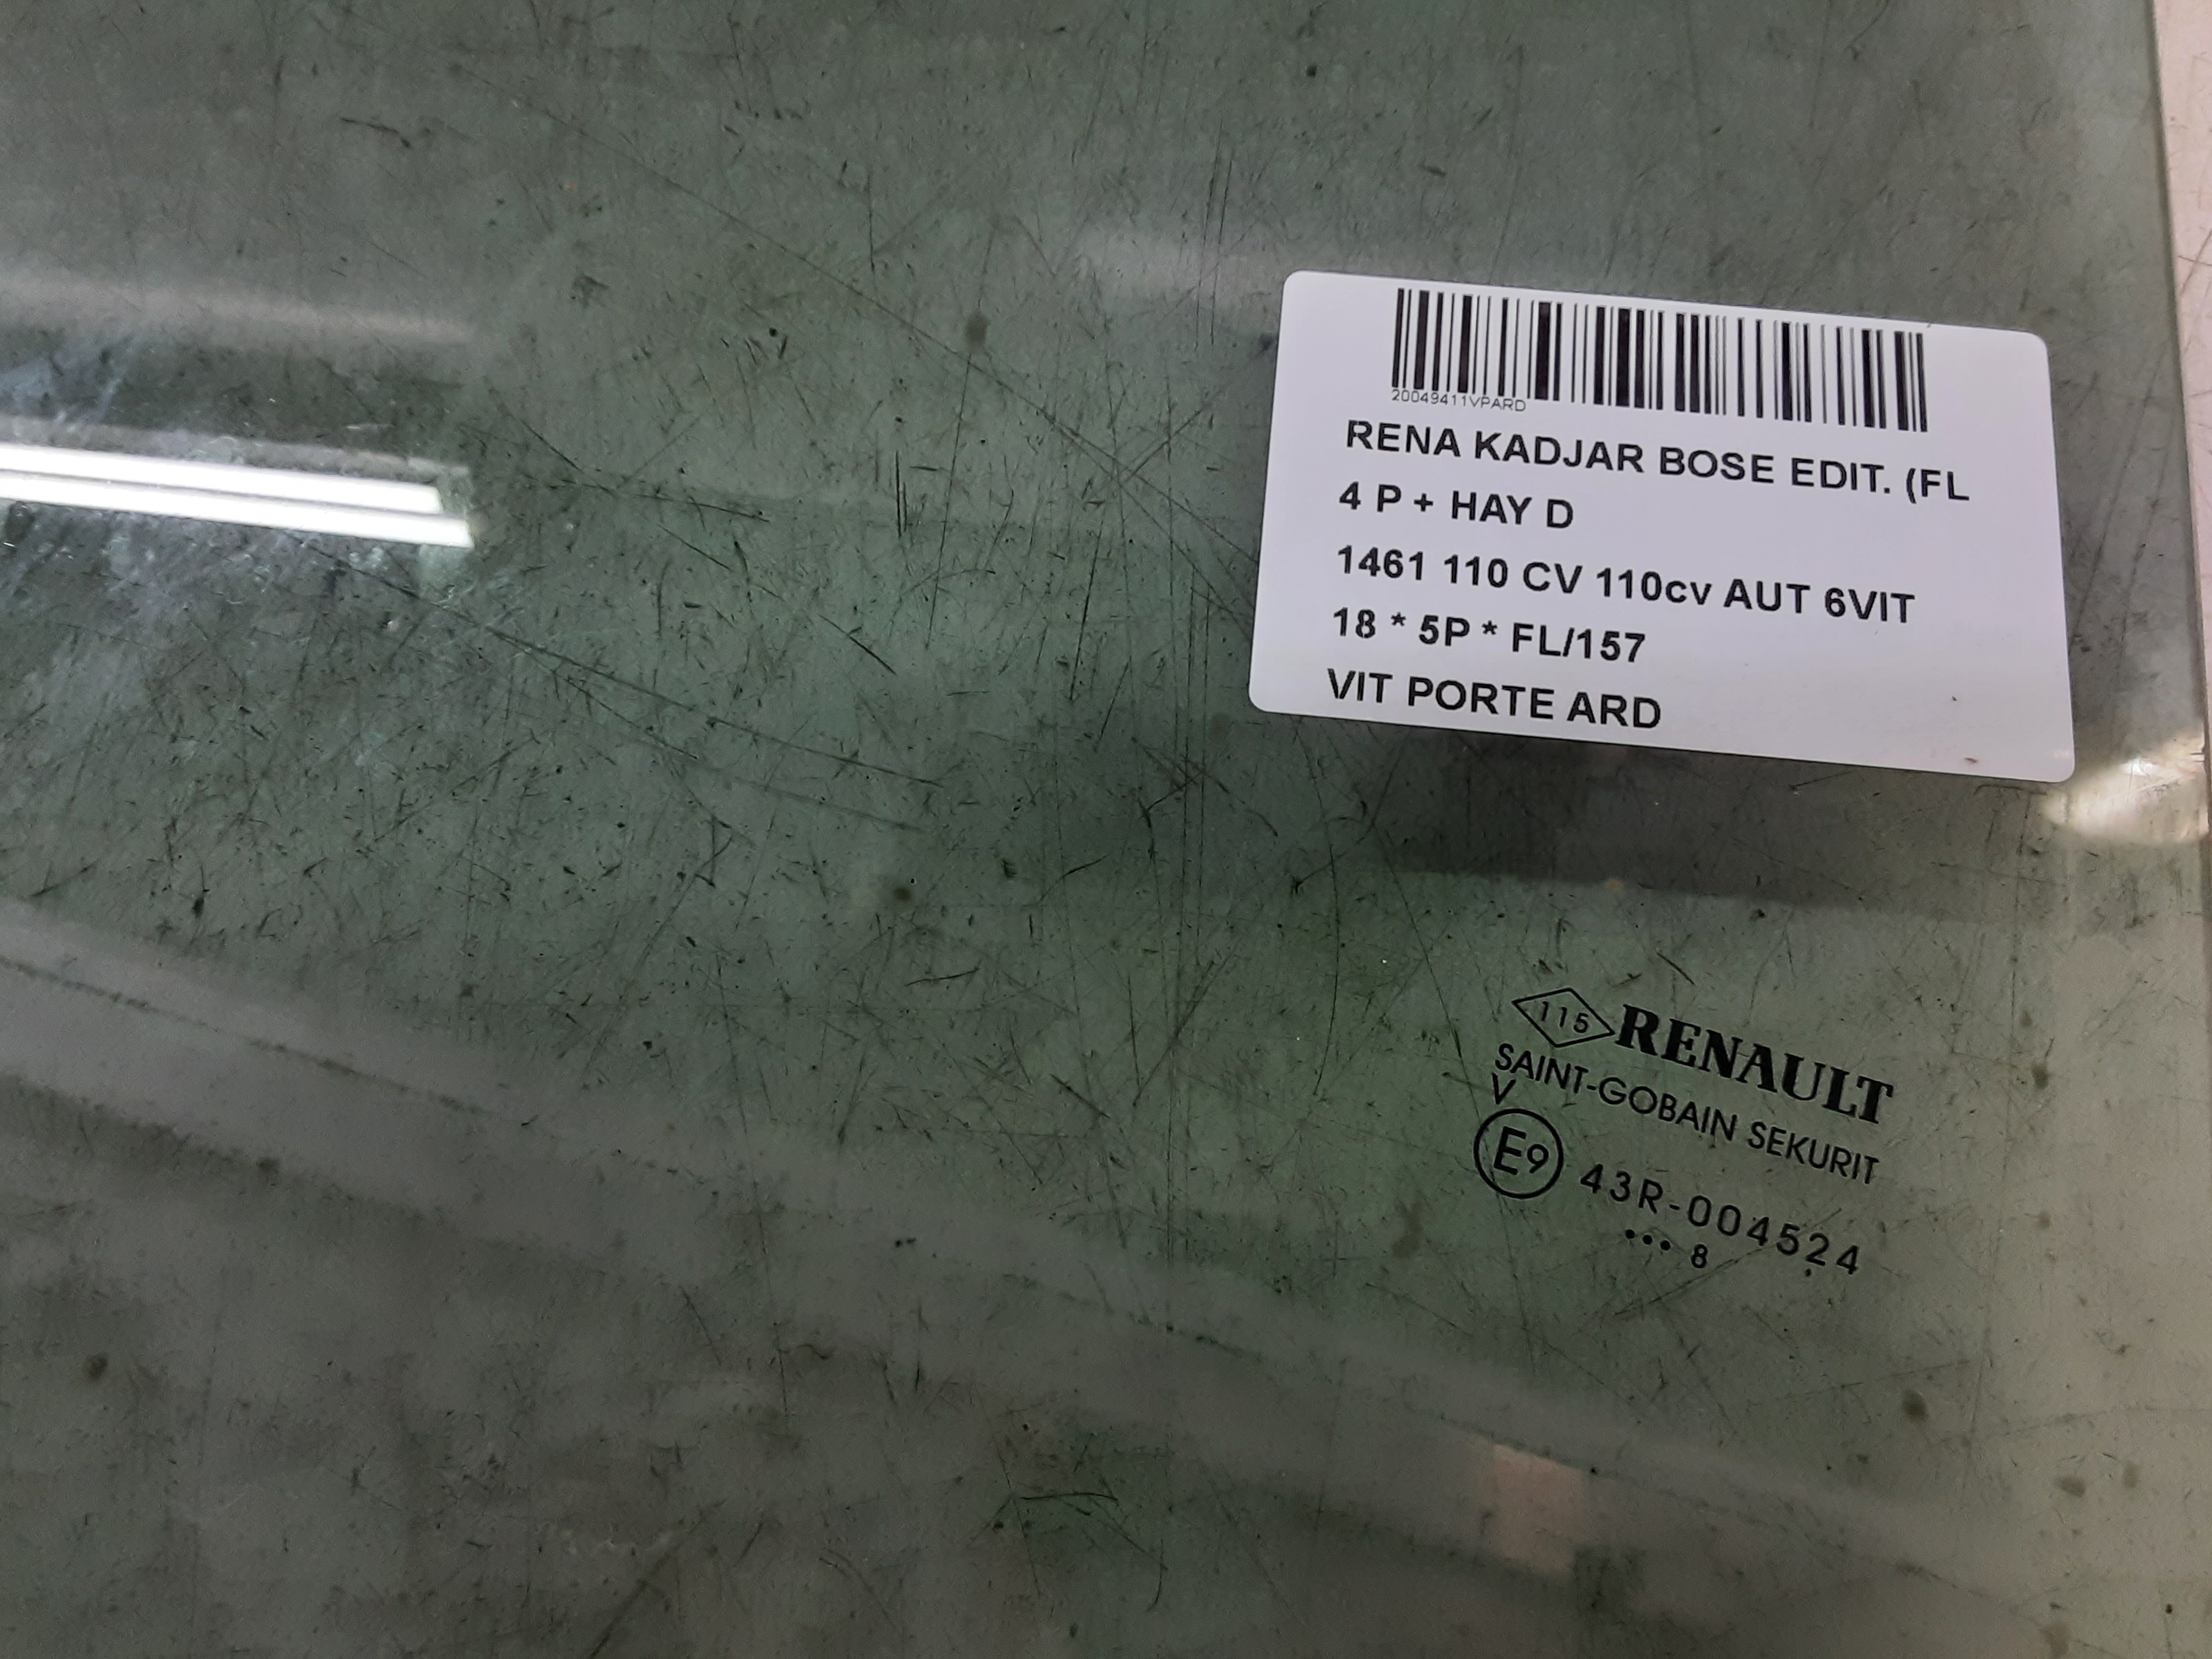 20049411VPARD
RENA KADJAR BOSE EDIT. (FL
4 P + HAY D
1461 110 CV 110cv AUT 6VIT
18 * 5P * FL/157
VIT PORTE ARD
115 RENAULT
SAINT-GOBAIN SEKURIT
V
E9 43R-004524
••• 8 •